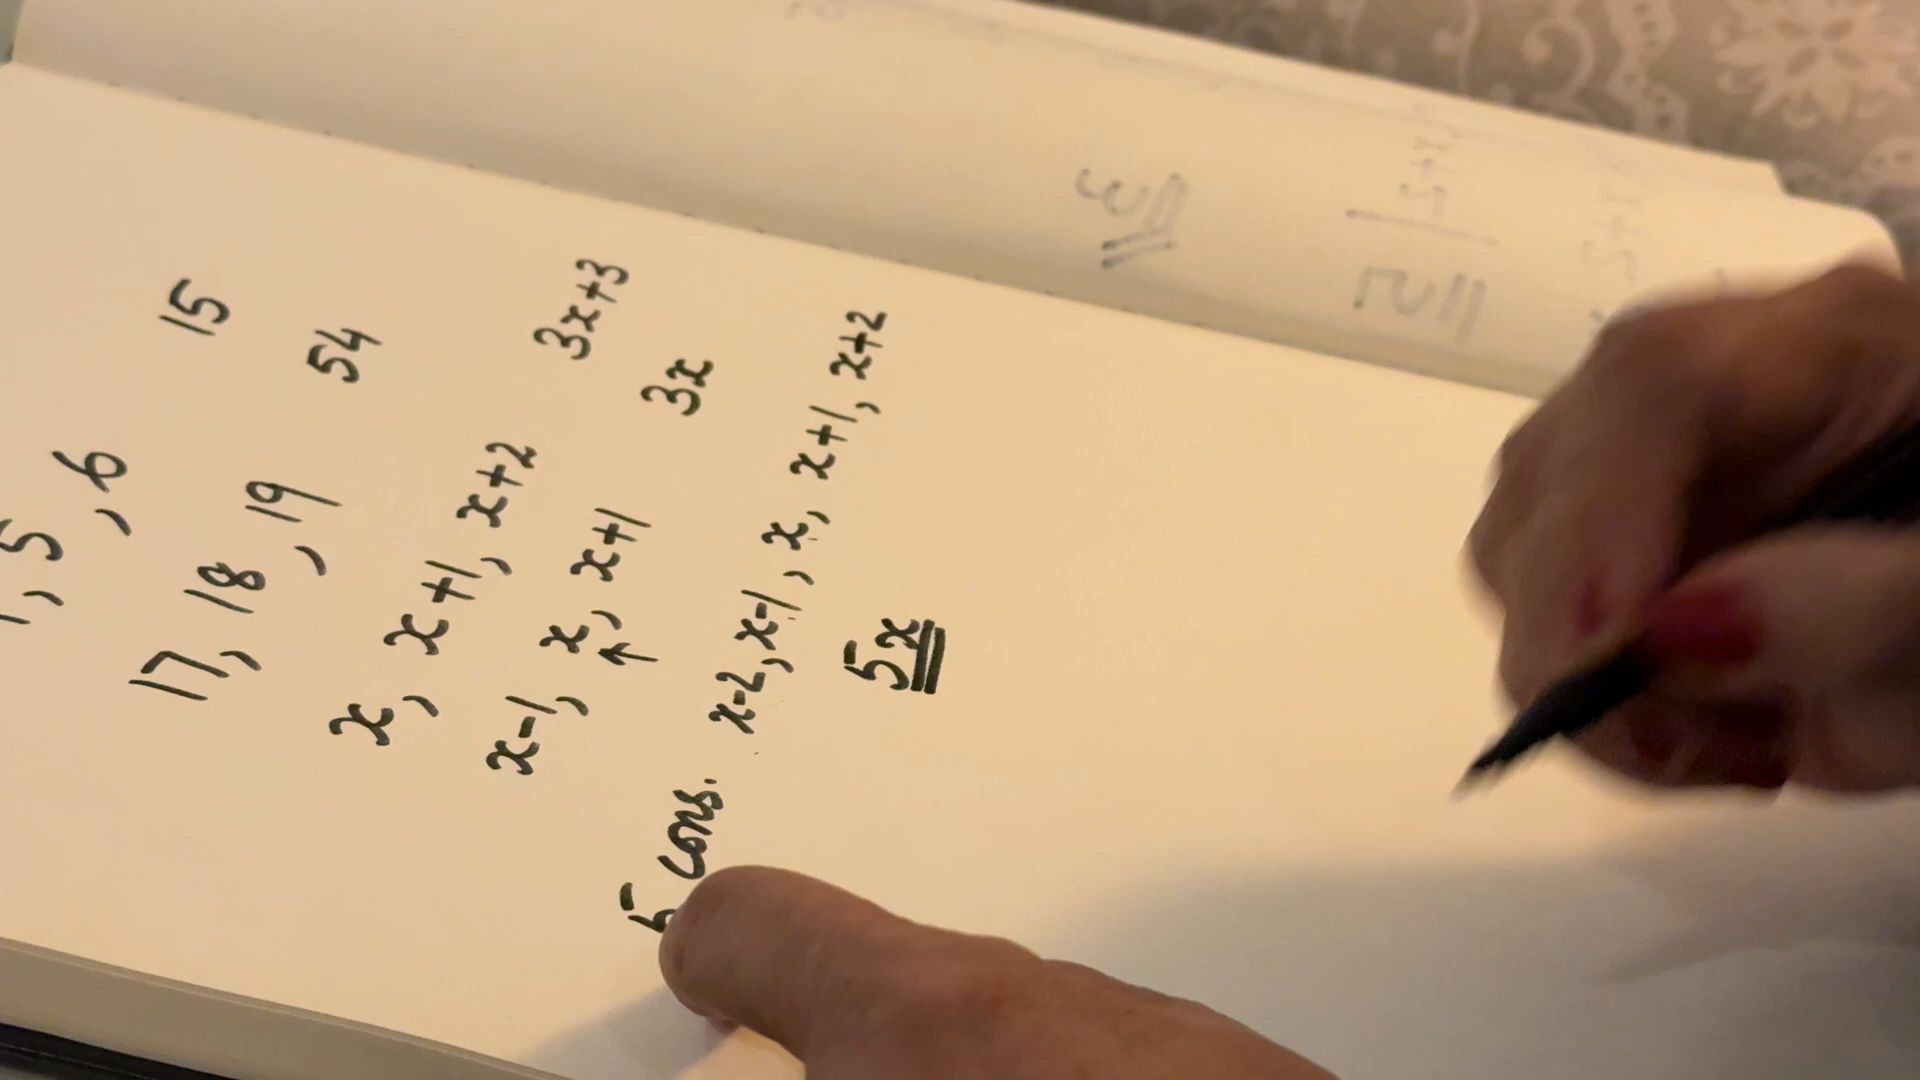 , 5, 6 15
17, 18, 19 54
x, x+1, x+2 3x+3
x-1, x, x+1 3x
↑
5 cons. x-2, x-1, x, x+1, x+2
5x